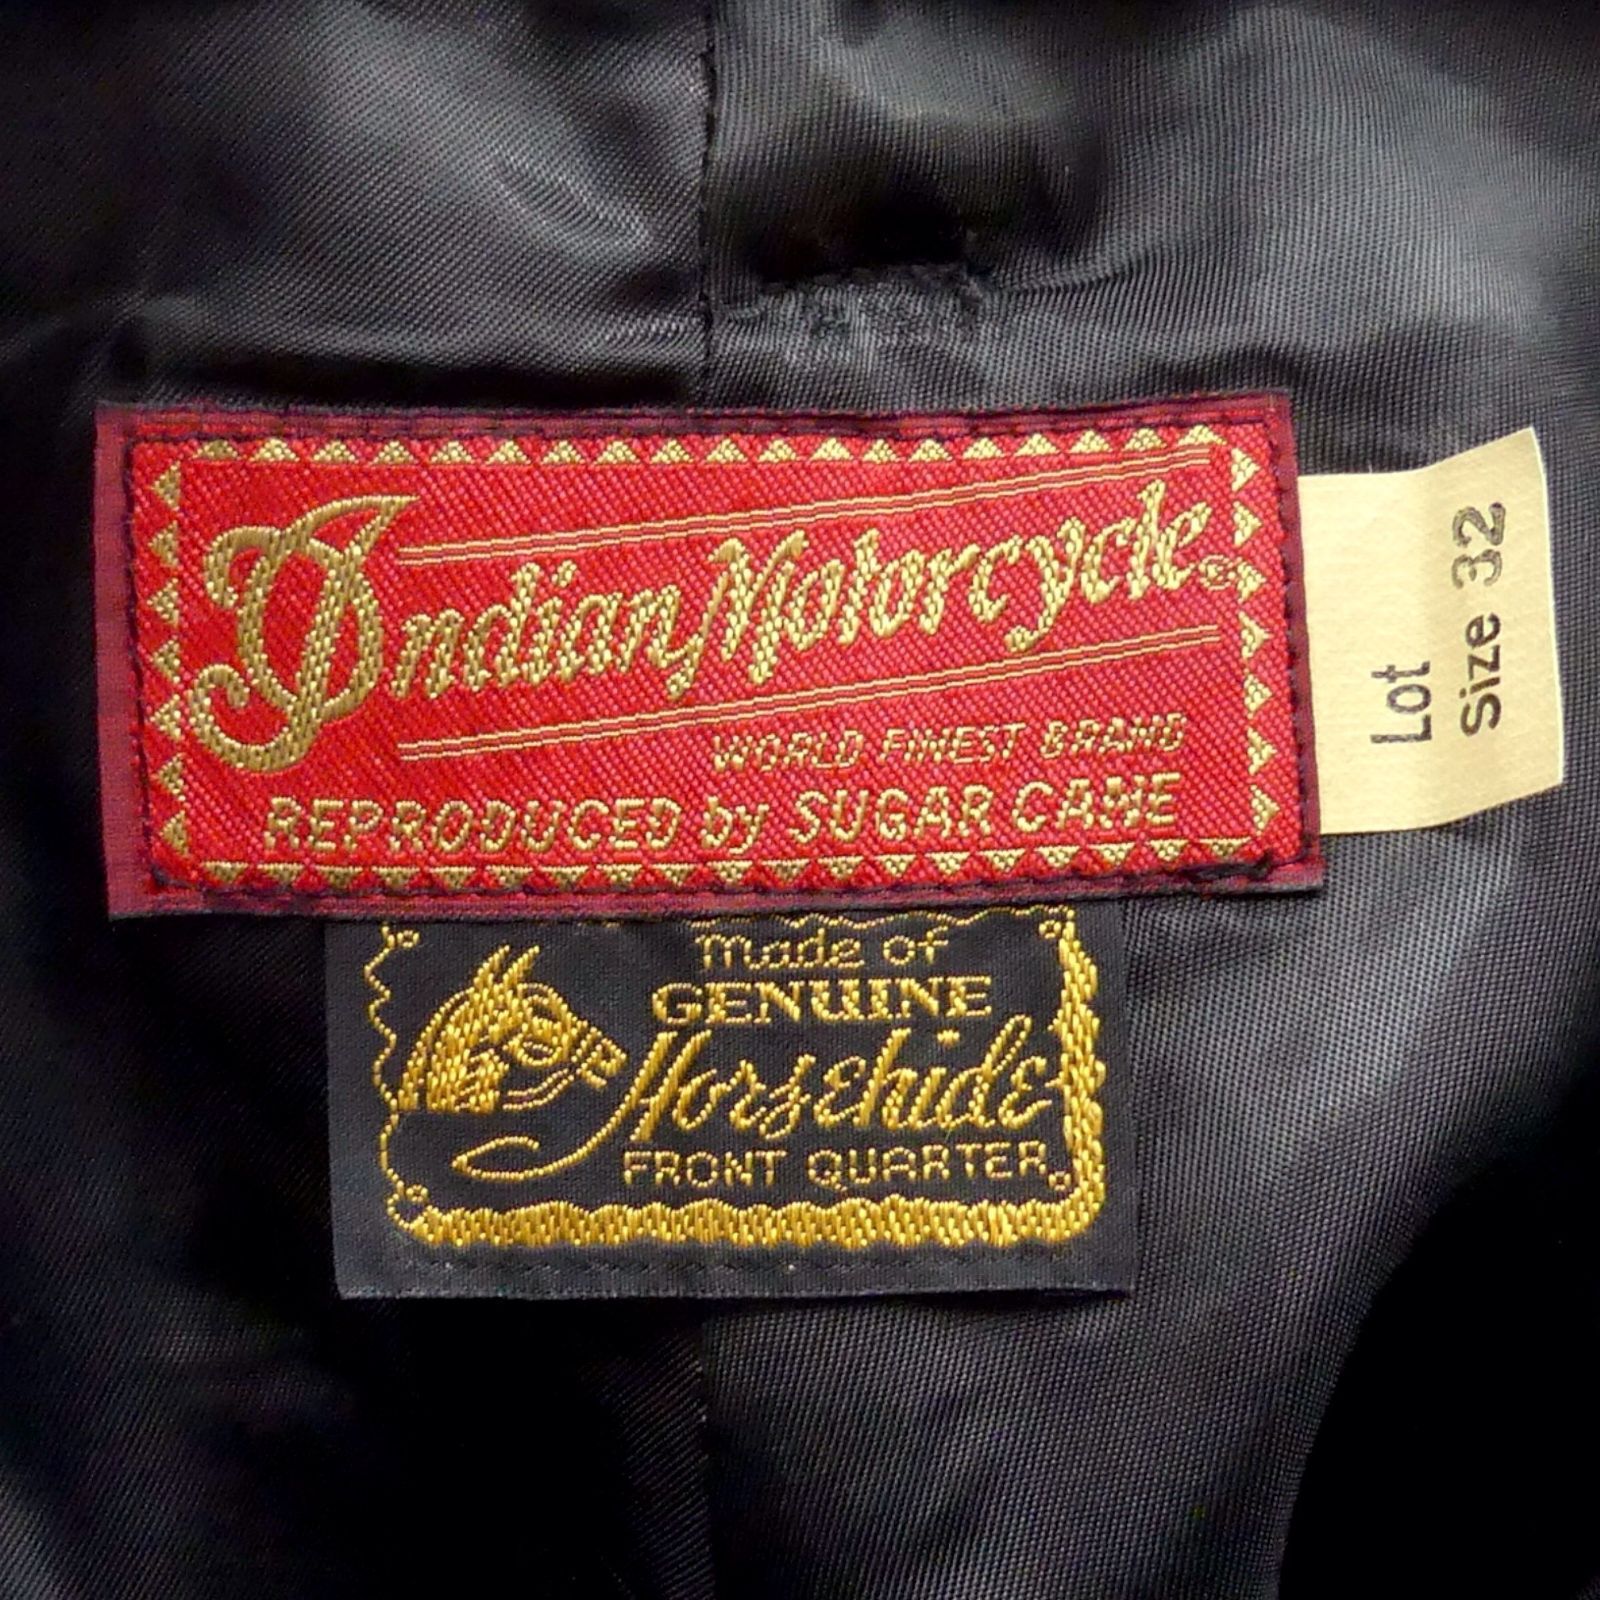 Indian Motorcycle®
WORLD FINEST BRAND
REPRODUCED by SUGAR CANE
Lot
Size 32
Made of
GENUINE
Horsehide
FRONT QUARTER